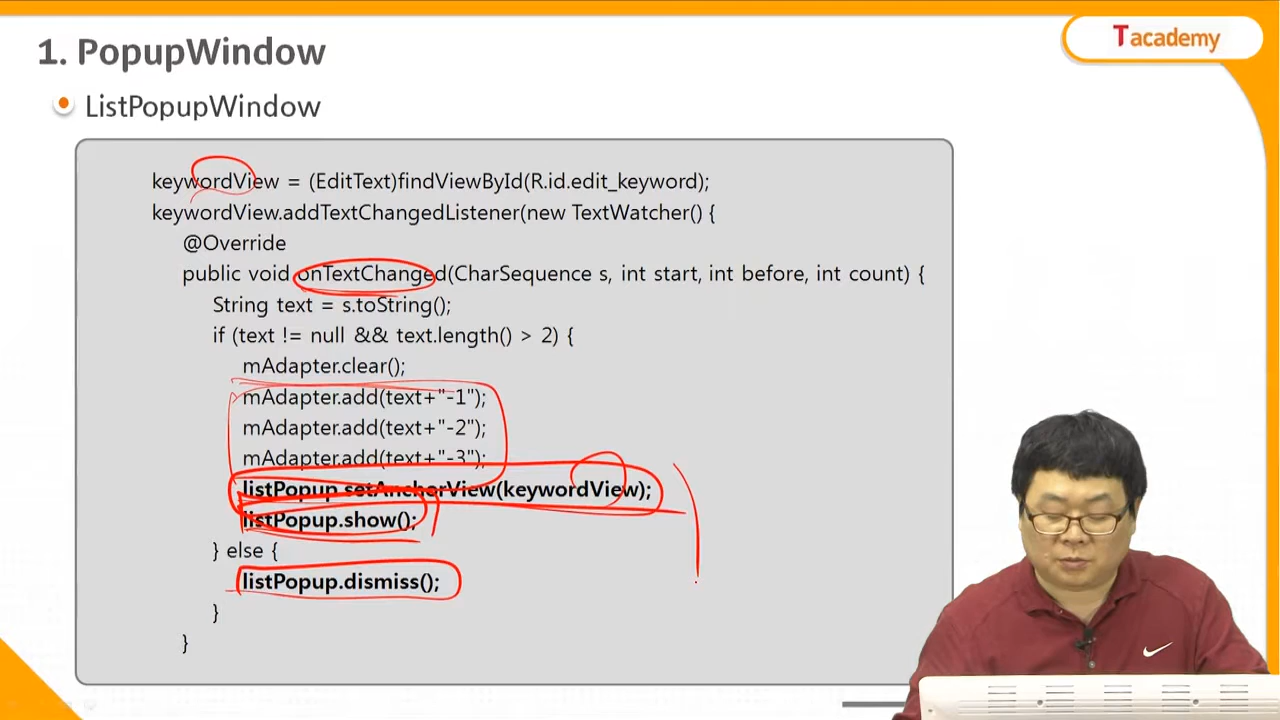 1. PopupWindow
Tacademy
ListPopupWindow
keywordView = (EditText)findViewById(R.id.edit_keyword);
keywordView.addTextChangedListener(new TextWatcher() {
@Override
public void onTextChanged(CharSequence s, int start, int before, int count) {
String text = s.toString();
if (text != null && text.length() > 2) {
mAdapter.clear();
mAdapter.add(text+"-1");
mAdapter.add(text+"-2");
mAdapter.add(text+"-3");
listPopup.setAnchorView(keywordView);
listPopup.show();
} else {
listPopup.dismiss();
}
}